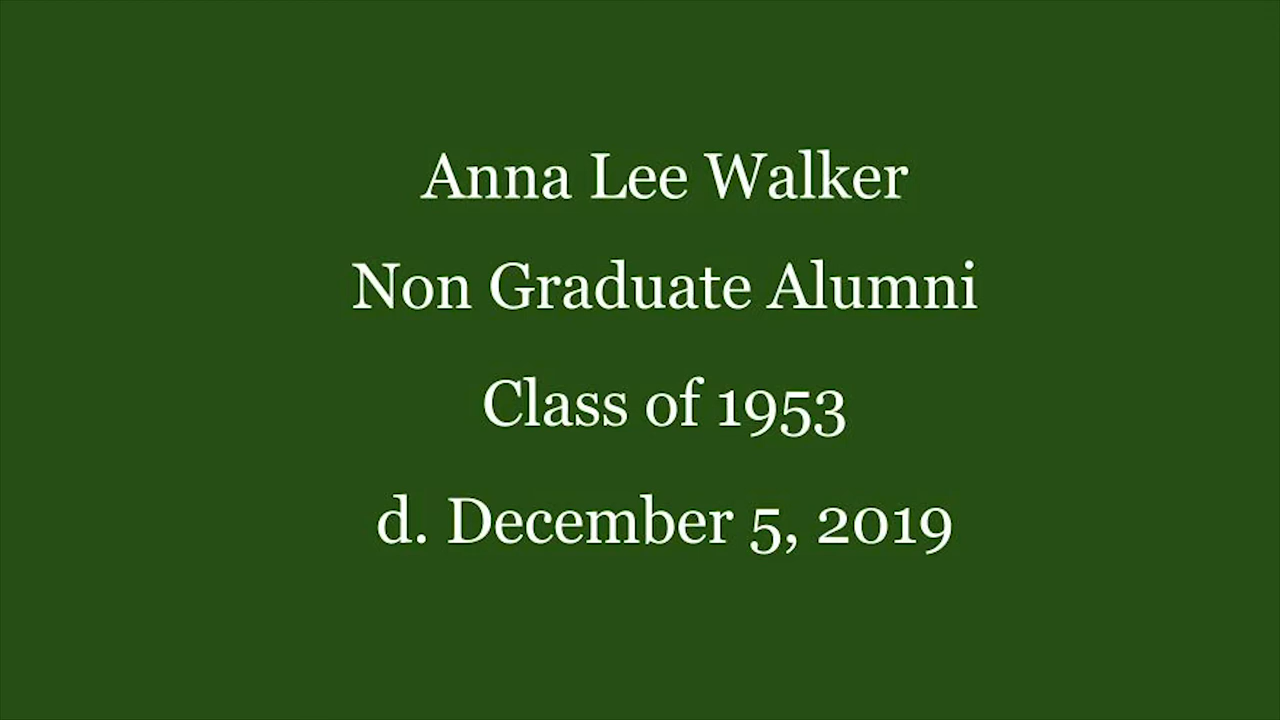 Anna Lee Walker
Non Graduate Alumni
Class of 1953
d. December 5, 2019